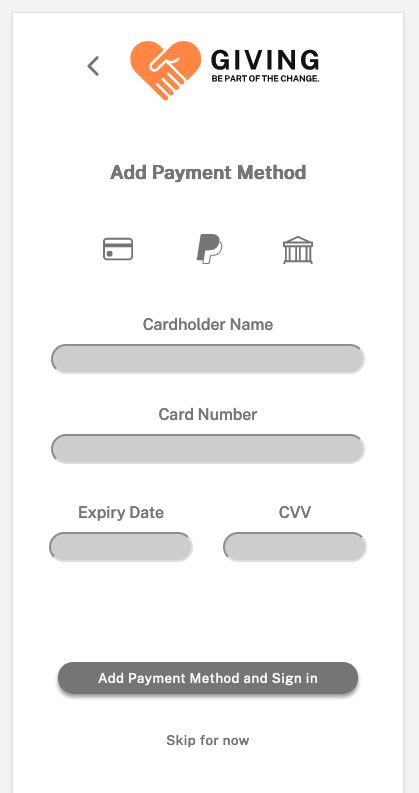 GIVING
BE PART OF THE CHANGE.
Add Payment Method
Cardholder Name
Card Number
Expiry Date CVV
Add Payment Method and Sign in
Skip for now